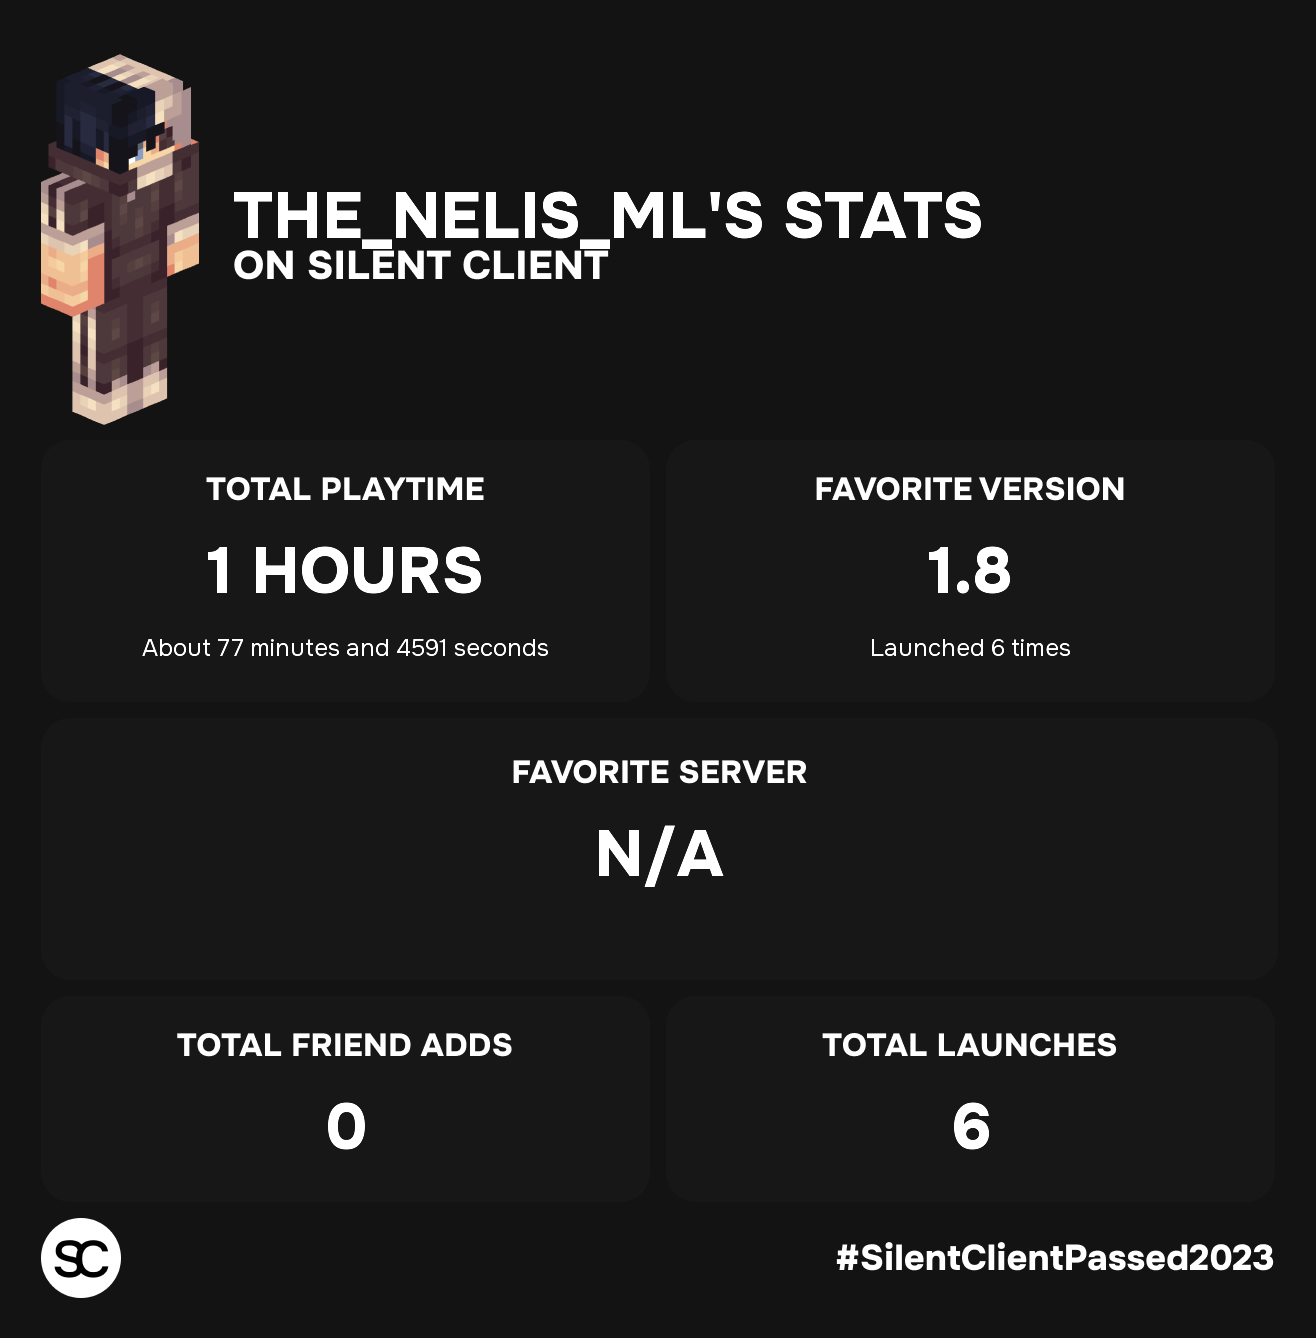 THE_NELIS_ML'S STATS
ON SILENT CLIENT
TOTAL PLAYTIME
1 HOURS
About 77 minutes and 4591 seconds
FAVORITE VERSION
1.8
Launched 6 times
FAVORITE SERVER
N/A
TOTAL FRIEND ADDS
0
TOTAL LAUNCHES
6
SC
#SilentClientPassed2023